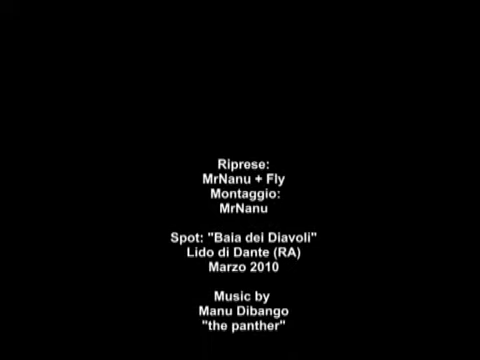 Riprese:
MrNanu + Fly
Montaggio:
MrNanu
Spot: "Baia dei Diavoli"
Lido di Dante (RA)
Marzo 2010
Music by
Manu Dibango
"the panther"